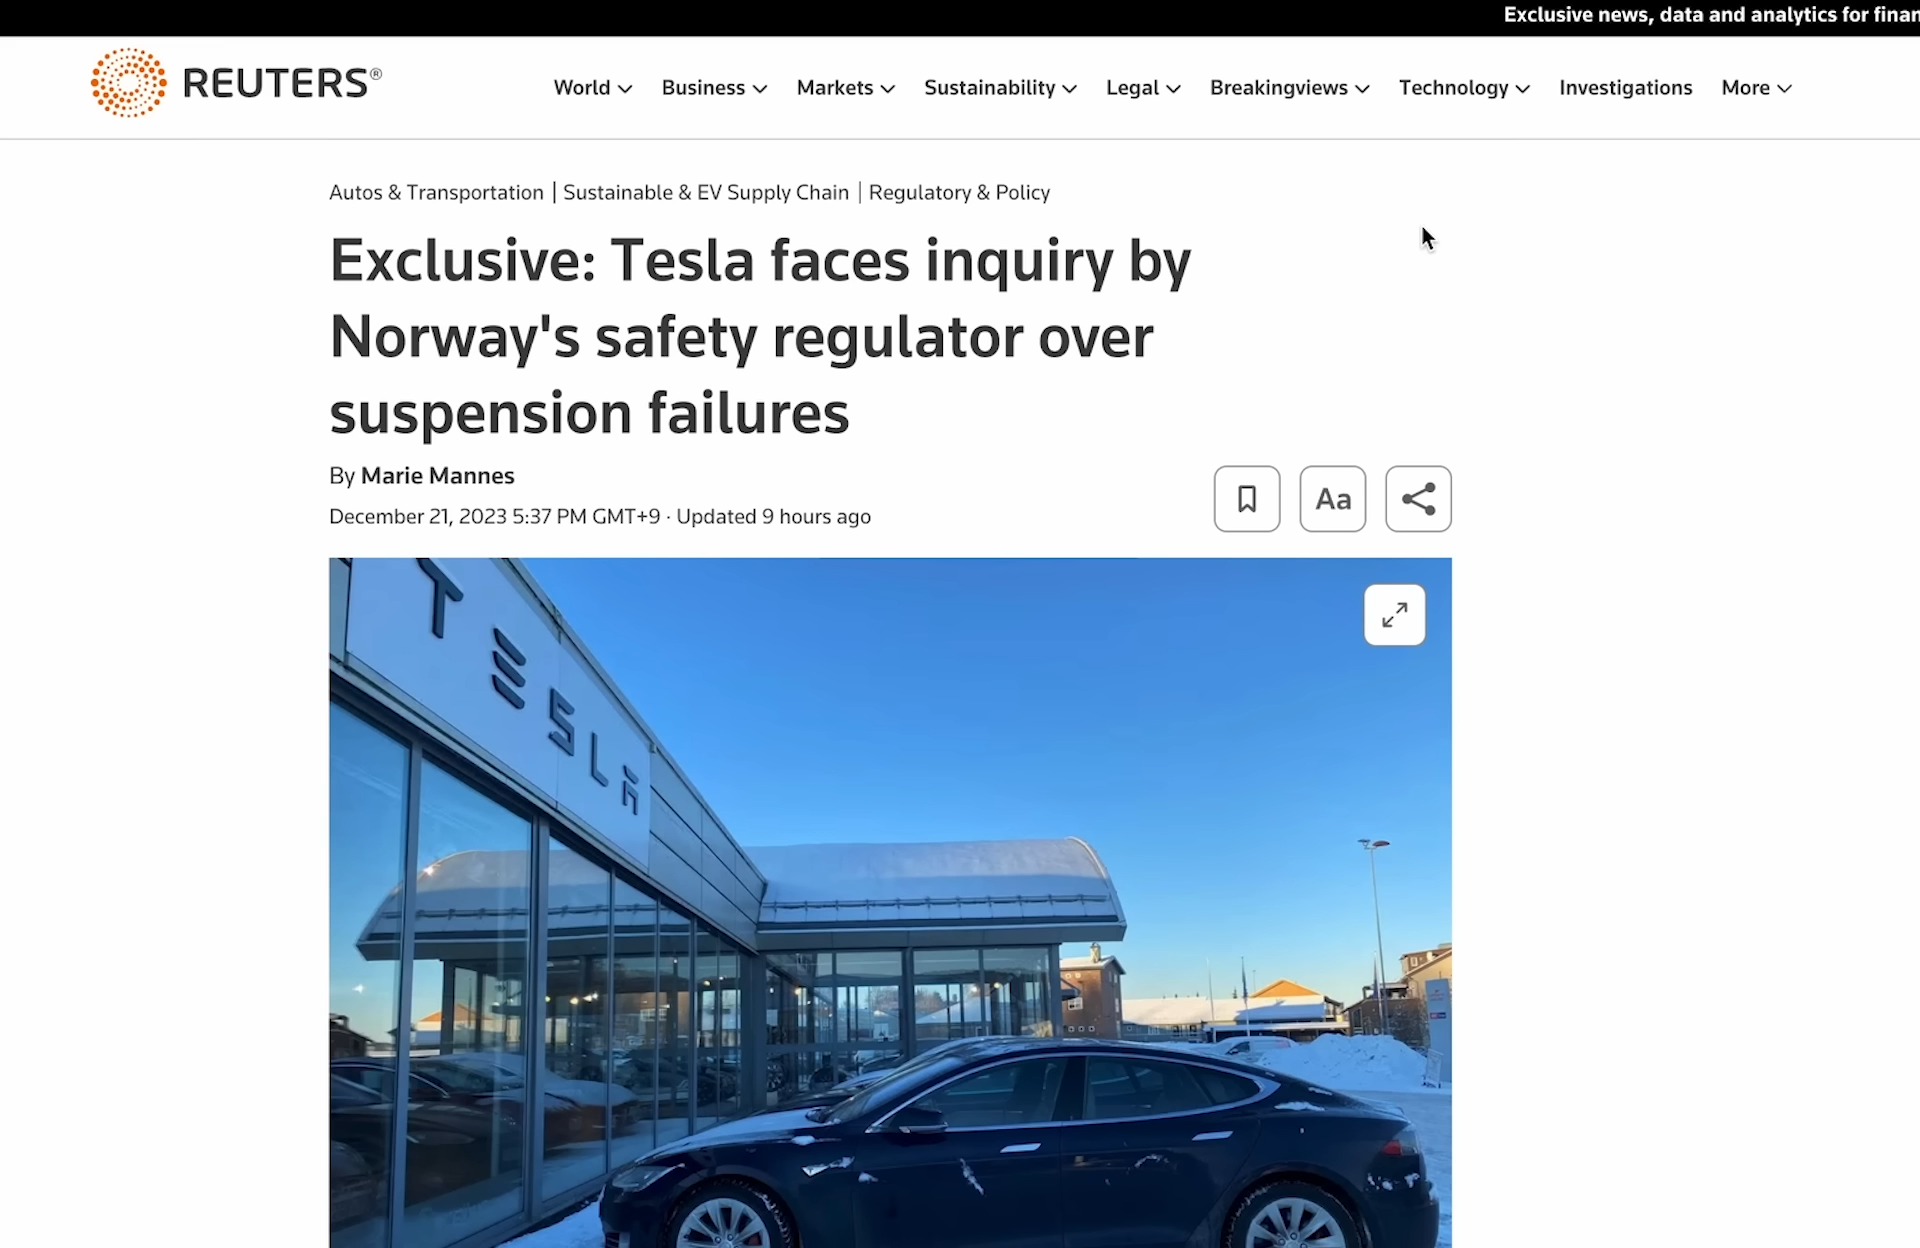 Exclusive news, data and analytics for finan
REUTERS®
World Business Markets Sustainability Legal Breakingviews Technology Investigations More
Autos & Transportation | Sustainable & EV Supply Chain | Regulatory & Policy
Exclusive: Tesla faces inquiry by
Norway's safety regulator over
suspension failures
By Marie Mannes
December 21, 2023 5:37 PM GMT+9 · Updated 9 hours ago
Aa
TESLA